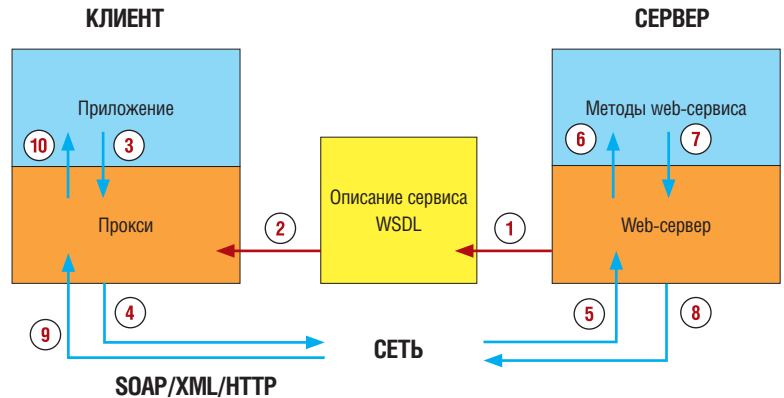 КЛИЕНТ
СЕРВЕР
Приложение
Методы web-сервиса
10
3
6
7
Описание сервиса
WSDL
Прокси
Web-сервер
2
1
4
5
8
9
СЕТЬ
SOAP/XML/HTTP